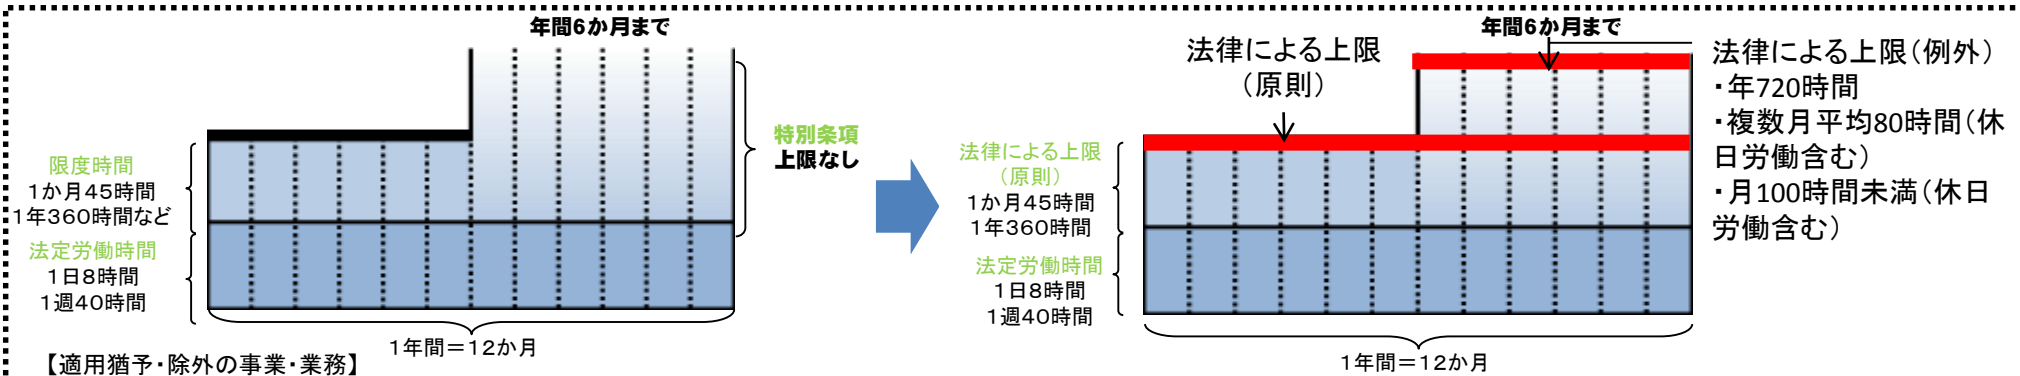 年間6か月まで
限度時間
1か月45時間
1年360時間など
法定労働時間
1日8時間
1週40時間
特別条項
上限なし
1年間＝12か月
【適用猶予・除外の事業・業務】
年間6か月まで
法律による上限
（原則）
法律による上限
（原則）
1か月45時間
1年360時間
法定労働時間
1日8時間
1週40時間
1年間＝12か月
法律による上限（例外）
・年720時間
・複数月平均80時間（休
日労働含む）
・月100時間未満（休日
労働含む）